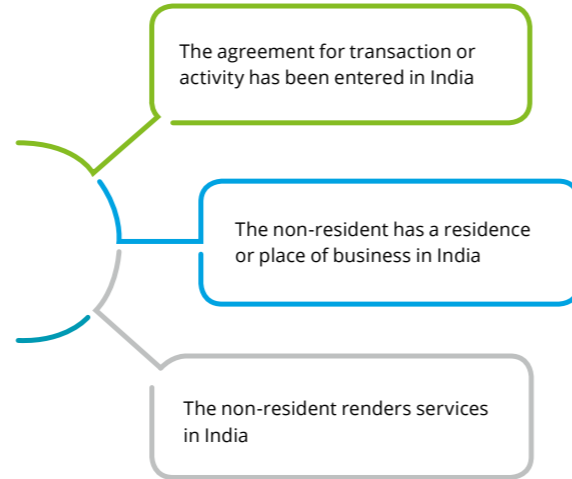 The agreement for transaction or
activity has been entered in India
The non-resident has a residence
or place of business in India
The non-resident renders services
in India